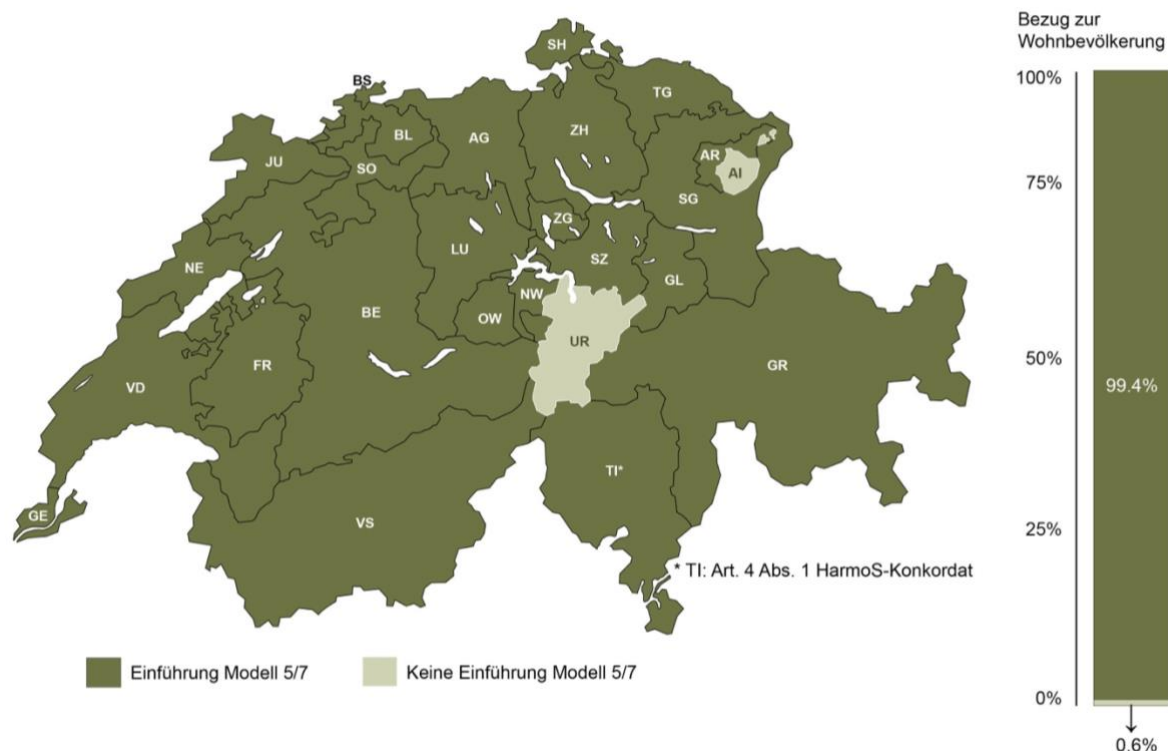 Bezug zur
Wohnbevölkerung
SH
100%
BS
TG
BL
AG
ZH
JU
SO
AR
AI
75%
SG
ZG
LU
SZ
NE
GL
NW
BE
OW
UR
50%
FR
GR
VD
99.4%
TI*
GE
VS
25%
* TI: Art. 4 Abs. 1 HarmoS-Konkordat
Einführung Modell 5/7
Keine Einführung Modell 5/7
0%
0.6%